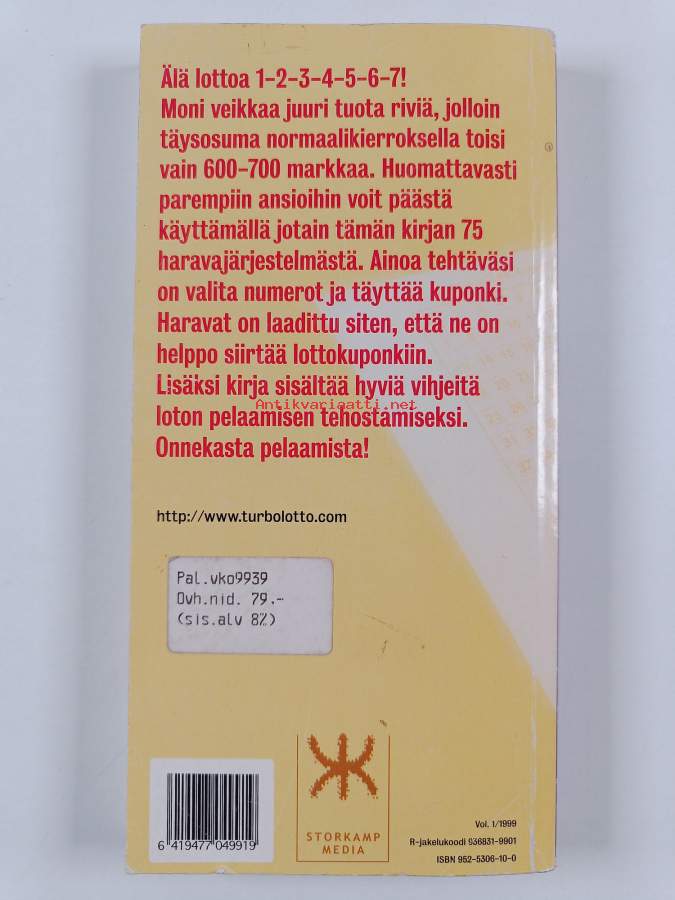 Älä lottoa 1-2-3-4-5-6-7!
Moni veikkaa juuri tuota riviä, jolloin
täysosuma normaalikierroksella toisi
vain 600-700 markkaa. Huomattavasti
parempiin ansioihin voit päästä
käyttämällä jotain tämän kirjan 75
haravajärjestelmästä. Ainoa tehtäväsi
on valita numerot ja täyttää kuponki.
Haravat on laadittu siten, että ne on
helppo siirtää lottokuponkiin.
Lisäksi kirja sisältää hyviä vihjeitä
Antikvariaatti.net
loton pelaamisen tehostamiseksi.
Onnekasta pelaamista!
http://www.turbolotto.com
Pal.vko9939
Ovh.nid. 79.-
(sis.alv 8%)
STORKAMP
MEDIA
6 419477 049919
Vol. 1/1999
R-jakelukoodi 936831-9901
ISBN 952-5306-10-0